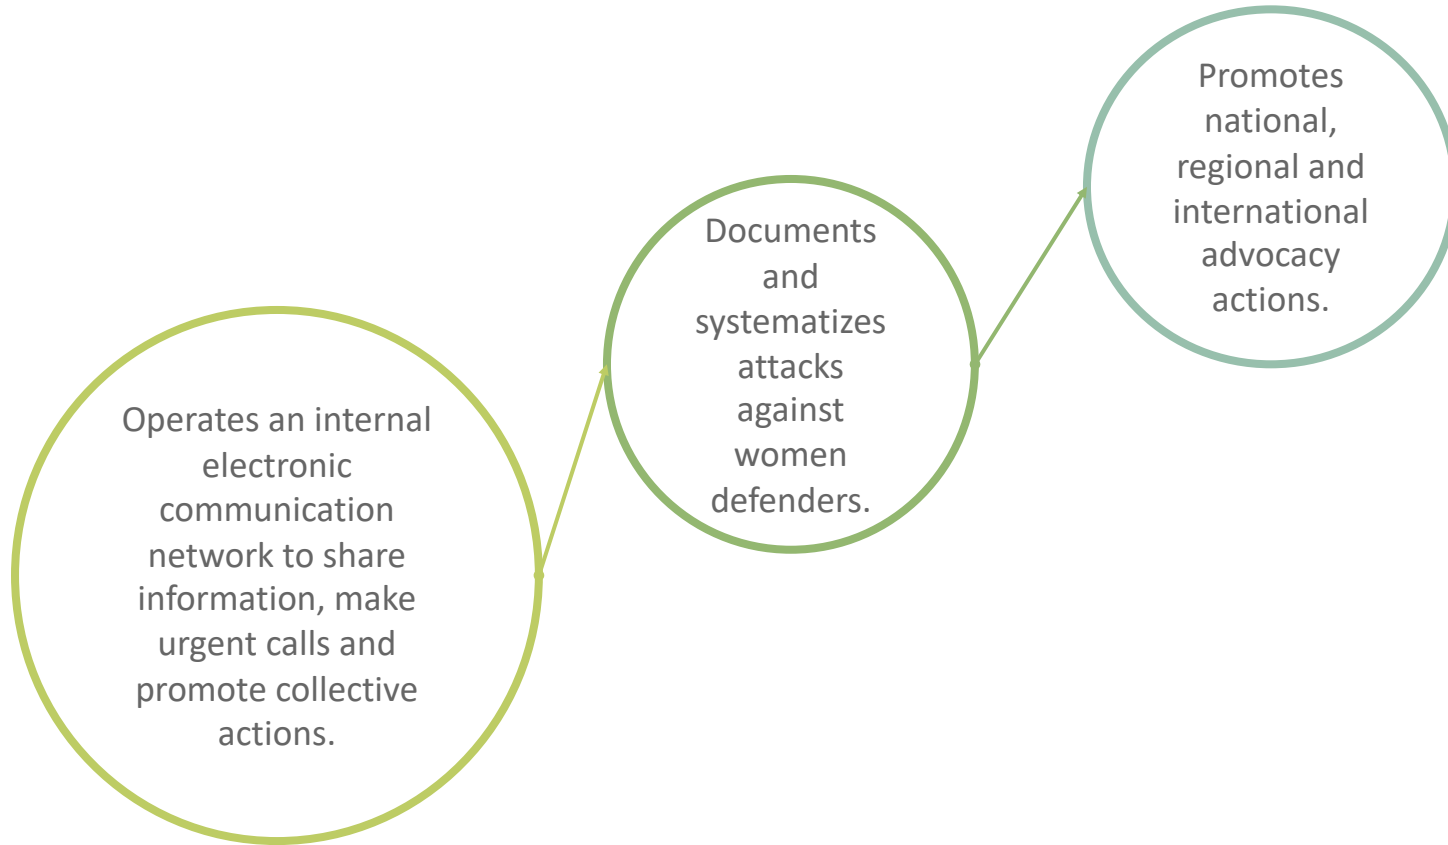 Operates an internal
electronic
communication
network to share
information, make
urgent calls and
promote collective
actions.
Documents
and
systematizes
attacks
against
women
defenders.
Promotes
national,
regional and
international
advocacy
actions.